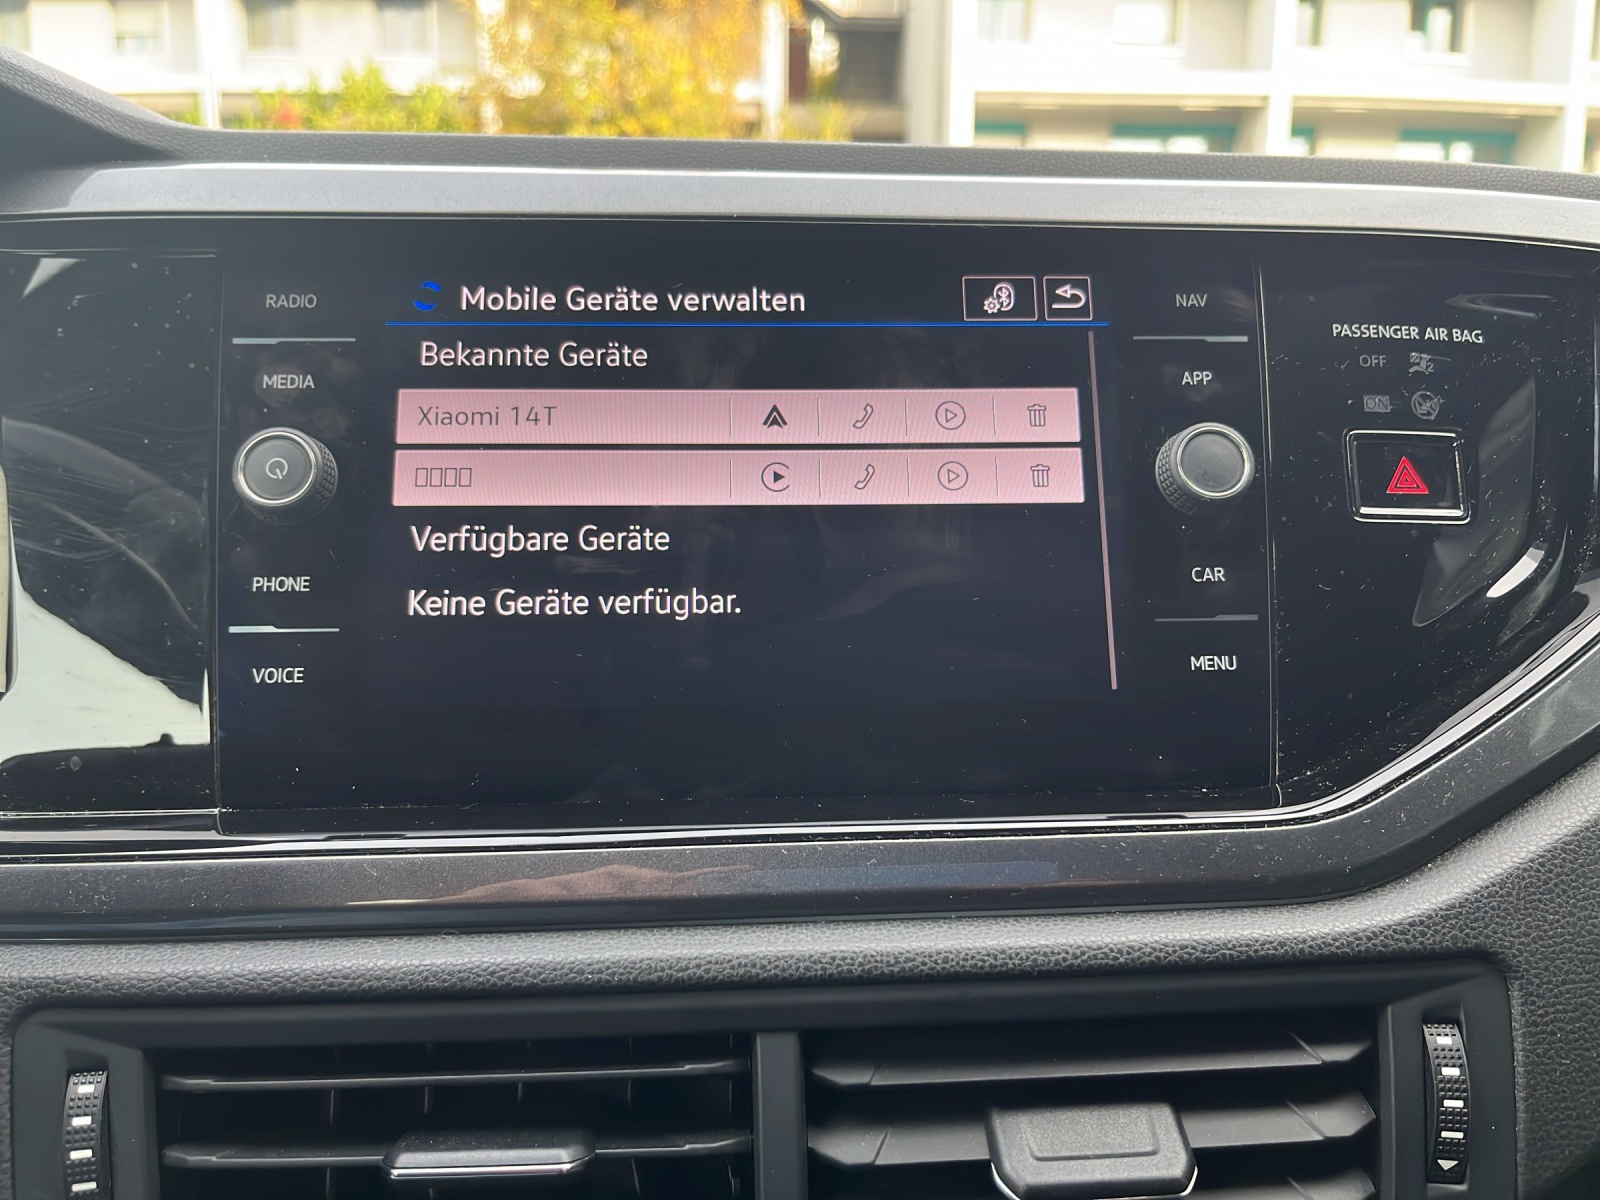 RADIO
MEDIA
PHONE
VOICE
Mobile Geräte verwalten
Bekannte Geräte
Xiaomi 14T
Verfügbare Geräte
Keine Geräte verfügbar.
NAV
APP
CAR
MENU
PASSENGER AIR BAG
OFF
ON